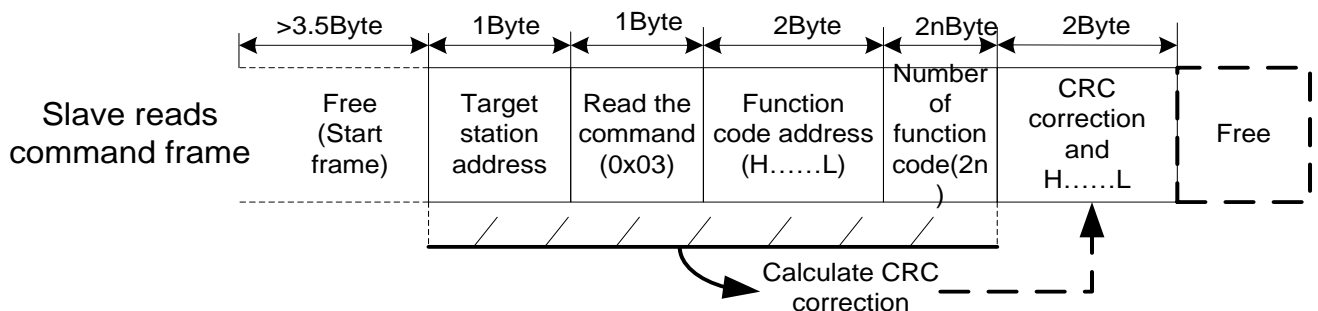 >3.5Byte
1Byte
1Byte
2Byte
2nByte
2Byte
Slave reads
command frame
Free
(Start
frame)
Target
station
address
Read the
command
(0x03)
Function
code address
(H……L)
Number
of
function
code(2n
)
CRC
correction
and
H……L
Free
Calculate CRC
correction